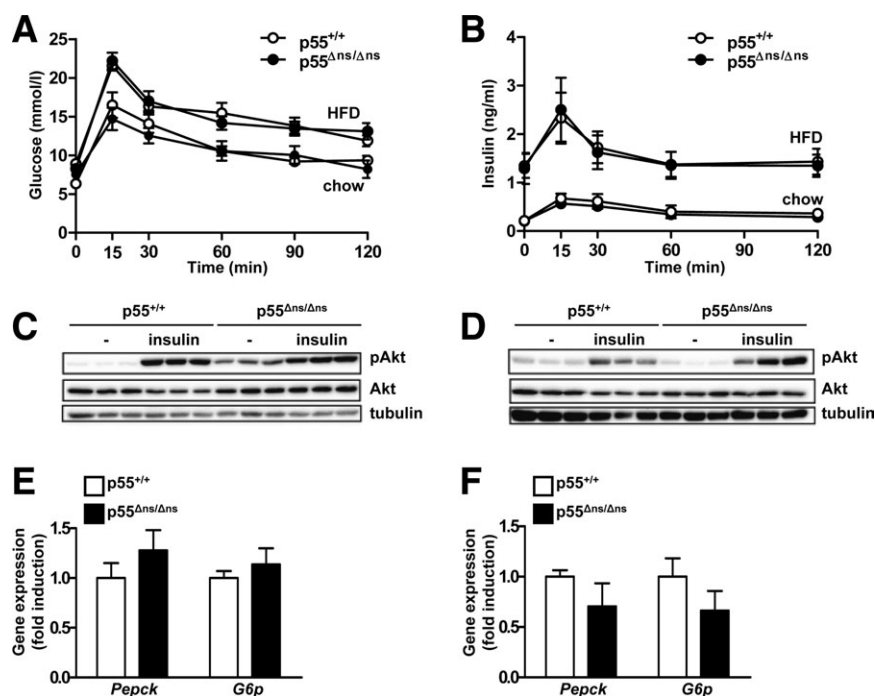 A
p55+/+
p55Δns/Δns
Glucose (mmol/l)
25
20
15
10
5
0
HFD
chow
0 15 30 60 90 120
Time (min)
B
p55+/+
p55Δns/Δns
Insulin (ng/ml)
4
3
2
1
0
HFD
chow
0 15 30 60 90 120
Time (min)
C
p55+/+ p55Δns/Δns
- insulin - insulin
pAkt
Akt
tubulin
D
p55+/+ p55Δns/Δns
- insulin - insulin
pAkt
Akt
tubulin
E
p55+/+
p55Δns/Δns
Gene expression
(fold induction)
1.5
1.0
0.5
0.0
Pepck G6p
F
p55+/+
p55Δns/Δns
Gene expression
(fold induction)
1.5
1.0
0.5
0.0
Pepck G6p